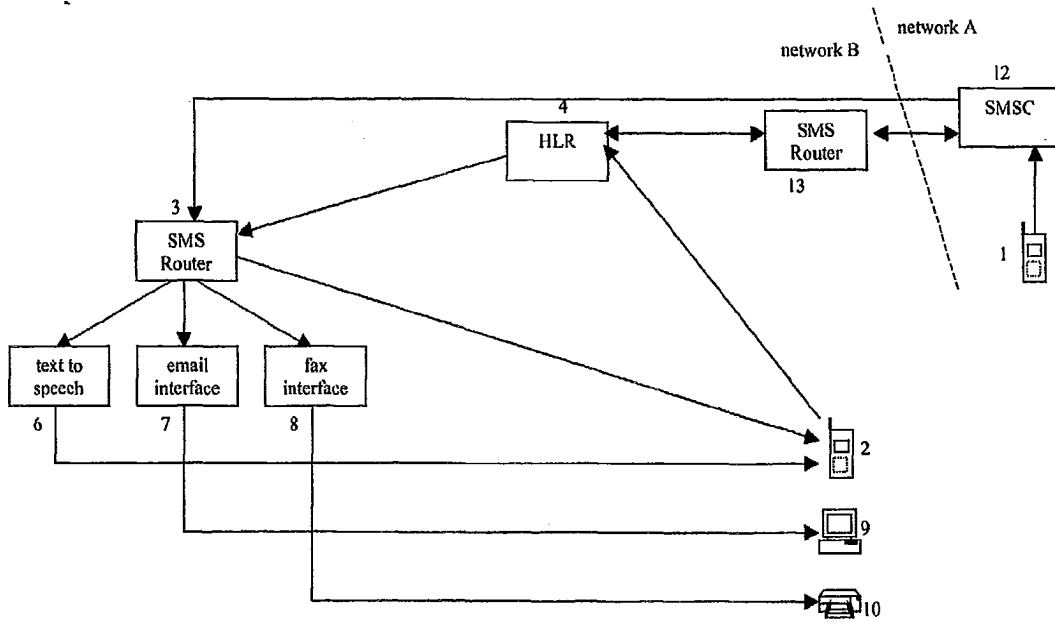 network A
network B
12
SMSC
4
HLR
SMS
Router
13
1
3
SMS
Router
text to
speech
email
interface
fax
interface
6
7
8
2
9
10